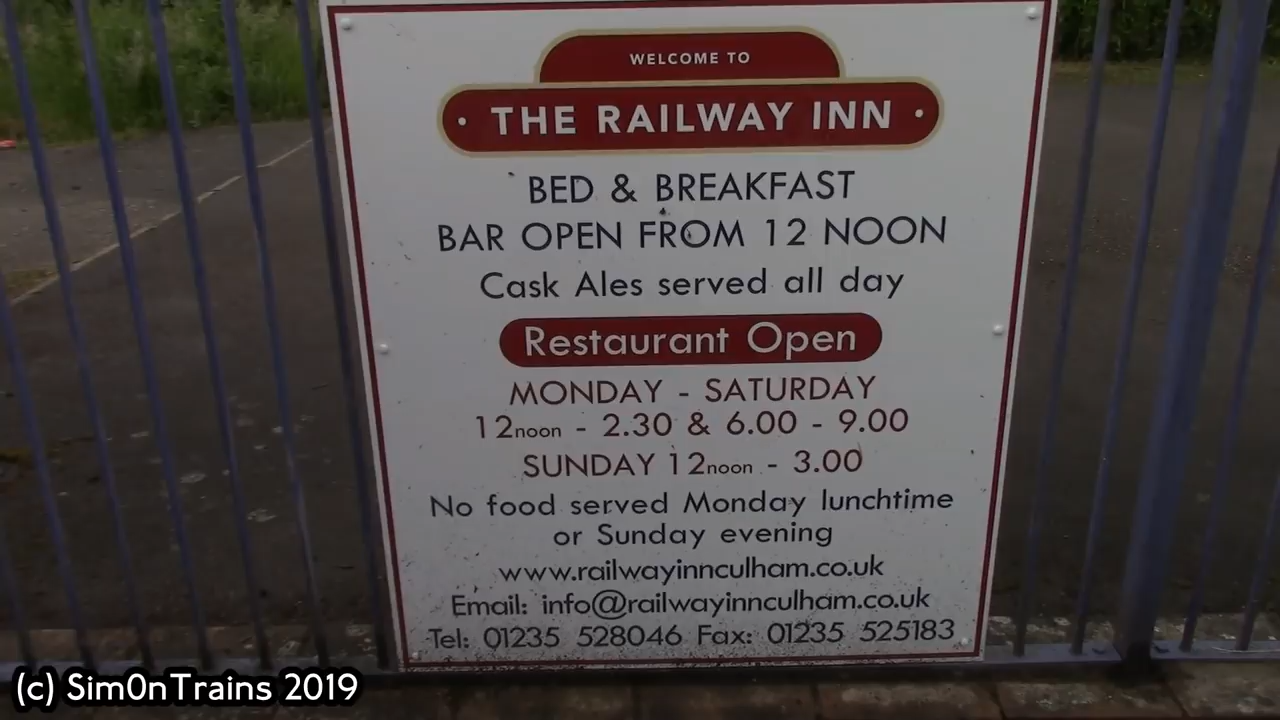 WELCOME TO
• THE RAILWAY INN •
BED & BREAKFAST
BAR OPEN FROM 12 NOON
Cask Ales served all day
Restaurant Open
MONDAY - SATURDAY
12noon - 2.30 & 6.00 - 9.00
SUNDAY 12noon - 3.00
No food served Monday lunchtime
or Sunday evening
www.railwayinnculham.co.uk
Email: info@railwayinnculham.co.uk
Tel: 01235 528046 Fax: 01235 525183
(c) Sim0nTrains 2019